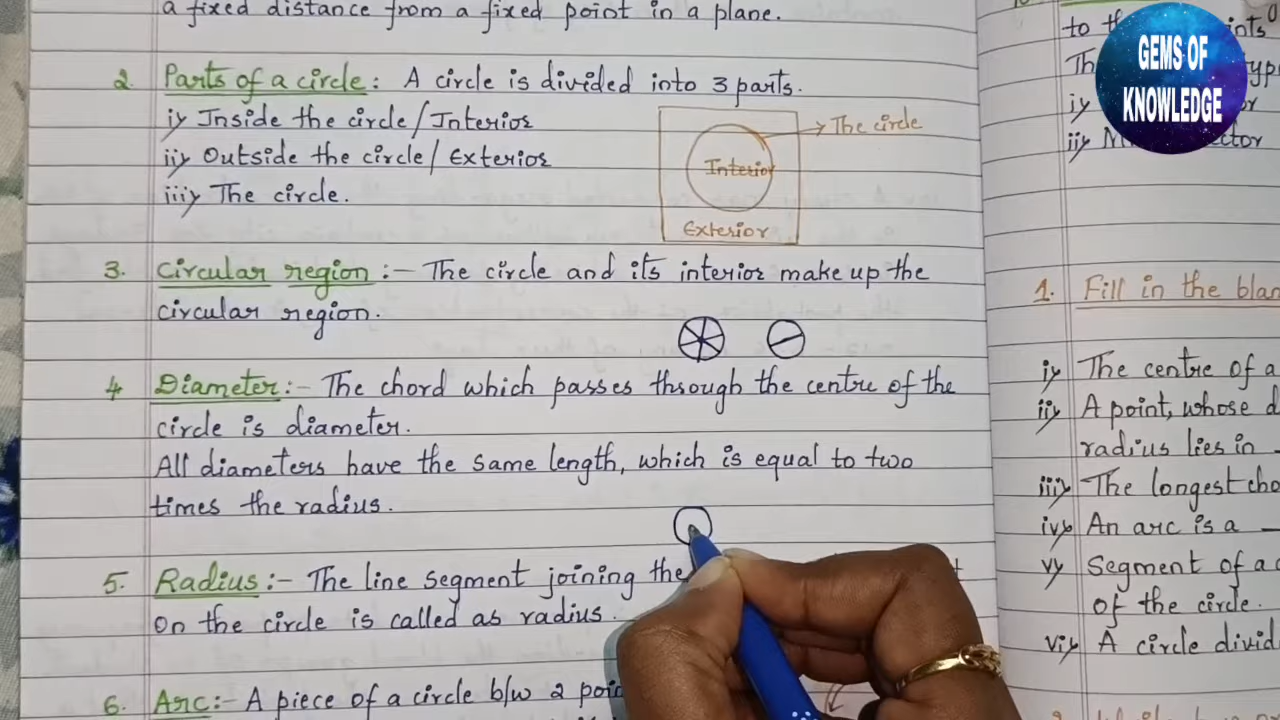 a fixed distance from a fixed point in a plane.
2. Parts of a circle: A circle is divided into 3 parts.
i) Inside the circle/Interior
ii) Outside the circle/Exterior
iii) The circle.
The circle
Interior
Exterior
3. Circular region :- The circle and its interior make up the
circular region.
4 Diameter:- The chord which passes through the centre of the
circle is diameter.
All diameters have the same length, which is equal to two
times the radius.
5. Radius:- The line segment joining the
on the circle is called as radius.
6. Arc:- A piece of a circle b/w 2
GEMS OF
KNOWLEDGE
to
i)
ii)
1. Fill in the
i) The centre of a
ii) A point, whose
radius lies in
iii) The longest
iv) An arc is a
v) Segment of a
of the circle.
vi) A circle